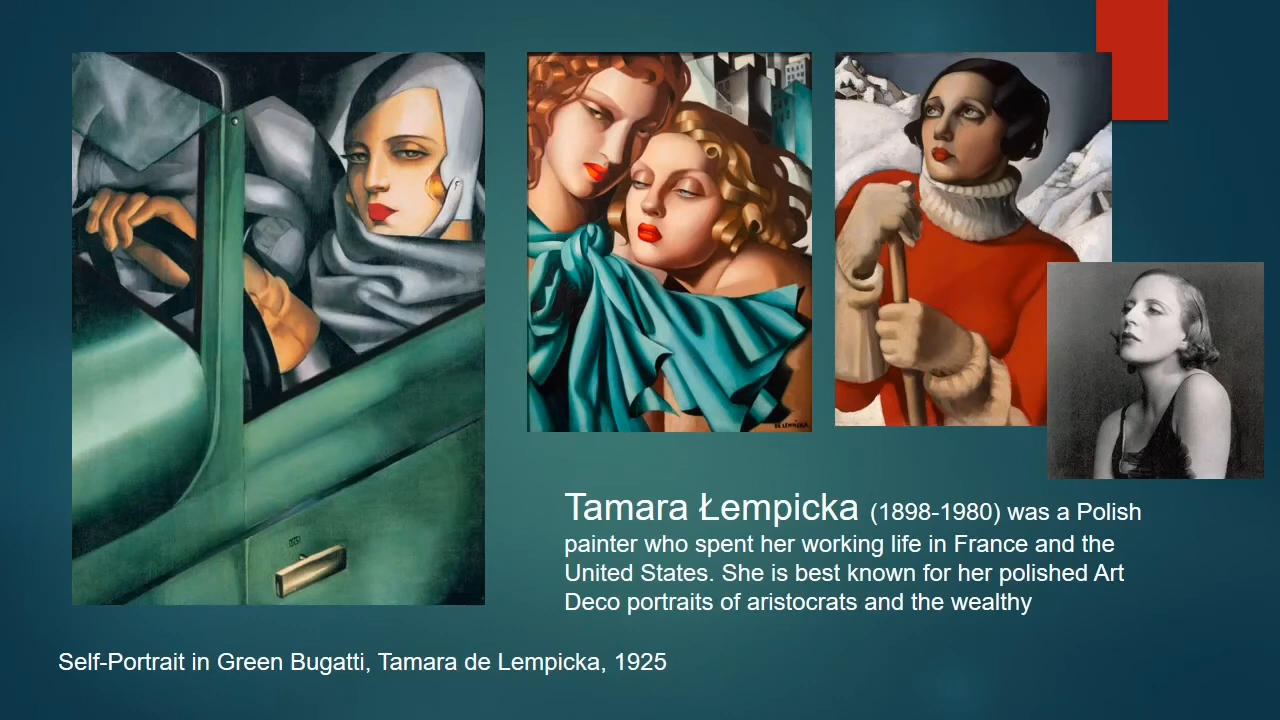 DE LEMPICKA
Tamara Łempicka (1898-1980) was a Polish
painter who spent her working life in France and the
United States. She is best known for her polished Art
Deco portraits of aristocrats and the wealthy
Self-Portrait in Green Bugatti, Tamara de Lempicka, 1925